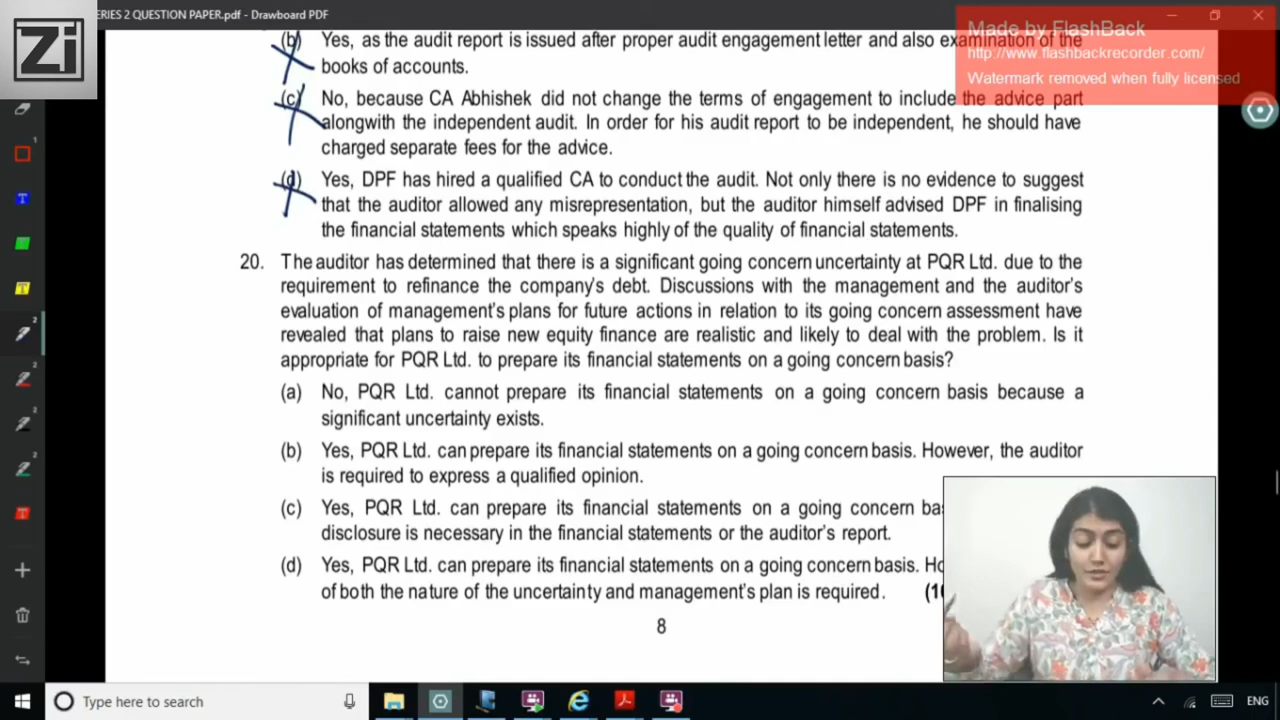 ERIES 2 QUESTION PAPER.pdf - Drawboard PDF
Zi
Made by FlashBack
http://www.flashbackrecorder.com/
Watermark removed when fully licensed
(b) Yes, as the audit report is issued after proper audit engagement letter and also examination of the
books of accounts.
(c) No, because CA Abhishek did not change the terms of engagement to include the advice part
alongwith the independent audit. In order for his audit report to be independent, he should have
charged separate fees for the advice.
(d) Yes, DPF has hired a qualified CA to conduct the audit. Not only there is no evidence to suggest
that the auditor allowed any misrepresentation, but the auditor himself advised DPF in finalising
the financial statements which speaks highly of the quality of financial statements.
20. The auditor has determined that there is a significant going concern uncertainty at PQR Ltd. due to the
requirement to refinance the company's debt. Discussions with the management and the auditor's
evaluation of management's plans for future actions in relation to its going concern assessment have
revealed that plans to raise new equity finance are realistic and likely to deal with the problem. Is it
appropriate for PQR Ltd. to prepare its financial statements on a going concern basis?
(a) No, PQR Ltd. cannot prepare its financial statements on a going concern basis because a
significant uncertainty exists.
(b) Yes, PQR Ltd. can prepare its financial statements on a going concern basis. However, the auditor
is required to express a qualified opinion.
(c) Yes, PQR Ltd. can prepare its financial statements on a going concern
disclosure is necessary in the financial statements or the auditor's report.
(d) Yes, PQR Ltd. can prepare its financial statements on a going concern basis.
of both the nature of the uncertainty and management's plan is required.
8
Type here to search
ENG